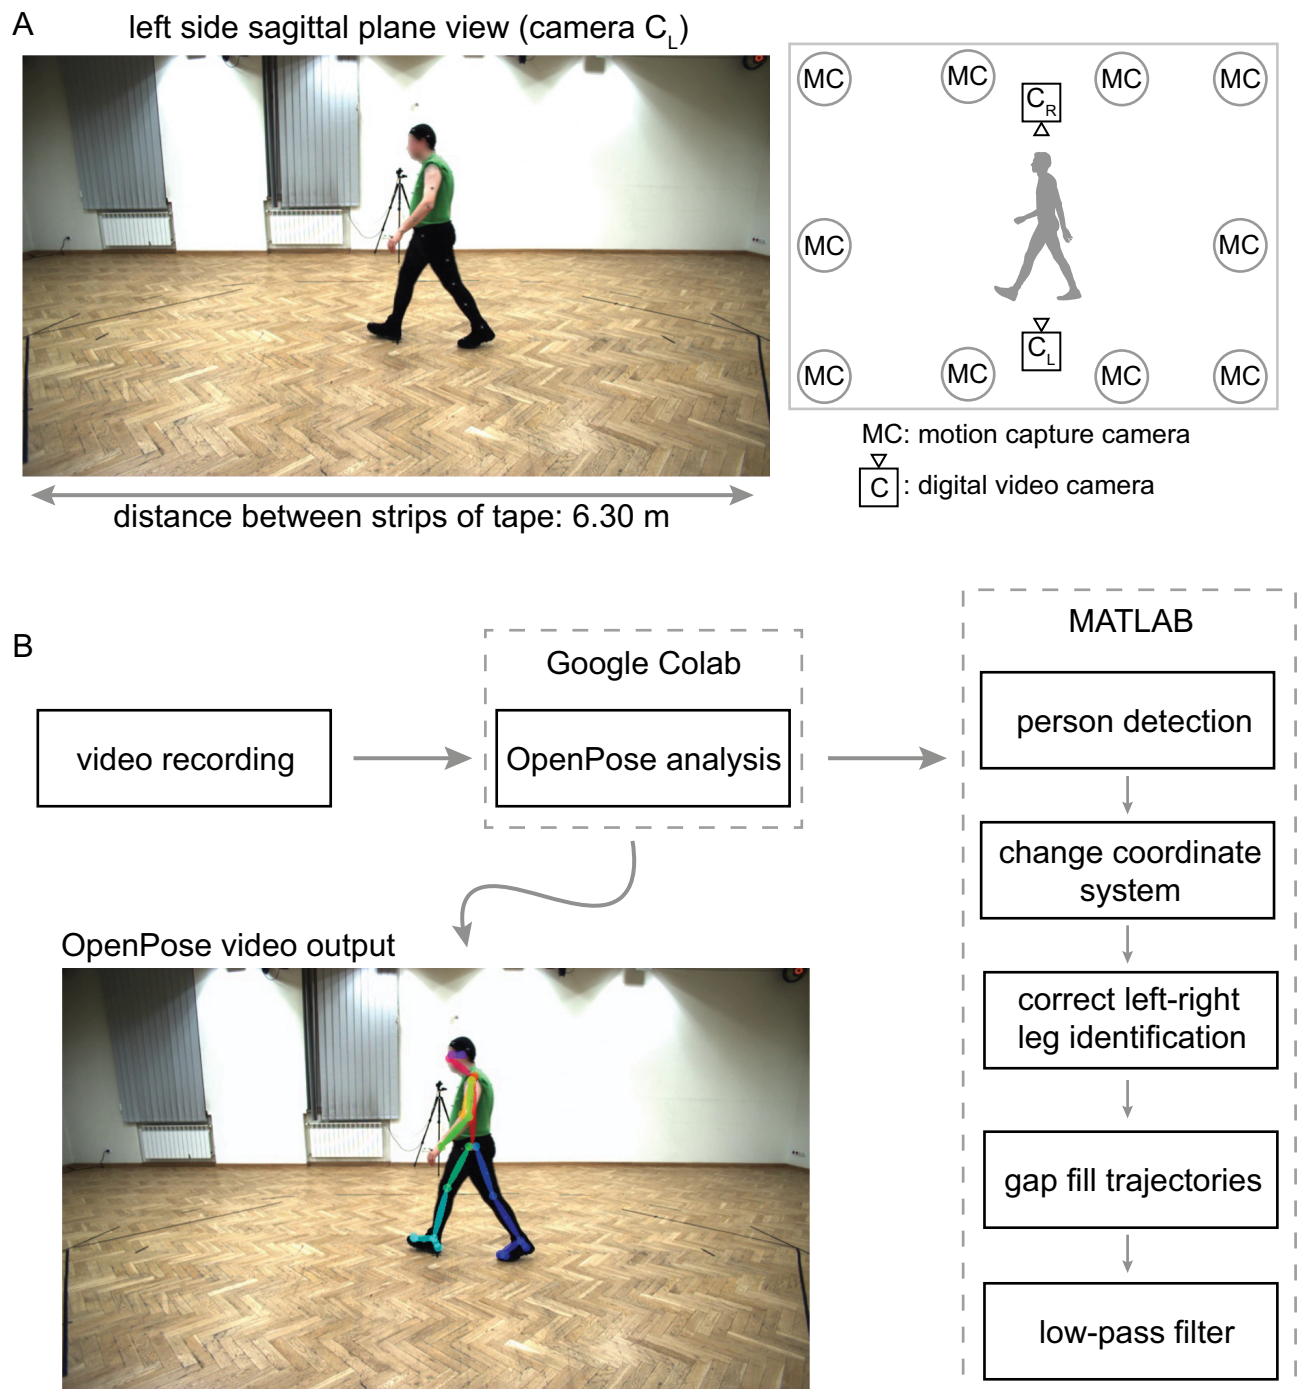 A
left side sagittal plane view (camera CL)
MC MC MC MC
CR
MC MC
CL
MC MC MC MC
MC: motion capture camera
C : digital video camera
distance between strips of tape: 6.30 m
B
video recording
Google Colab
OpenPose analysis
OpenPose video output
MATLAB
person detection
change coordinate
system
correct left-right
leg identification
gap fill trajectories
low-pass filter